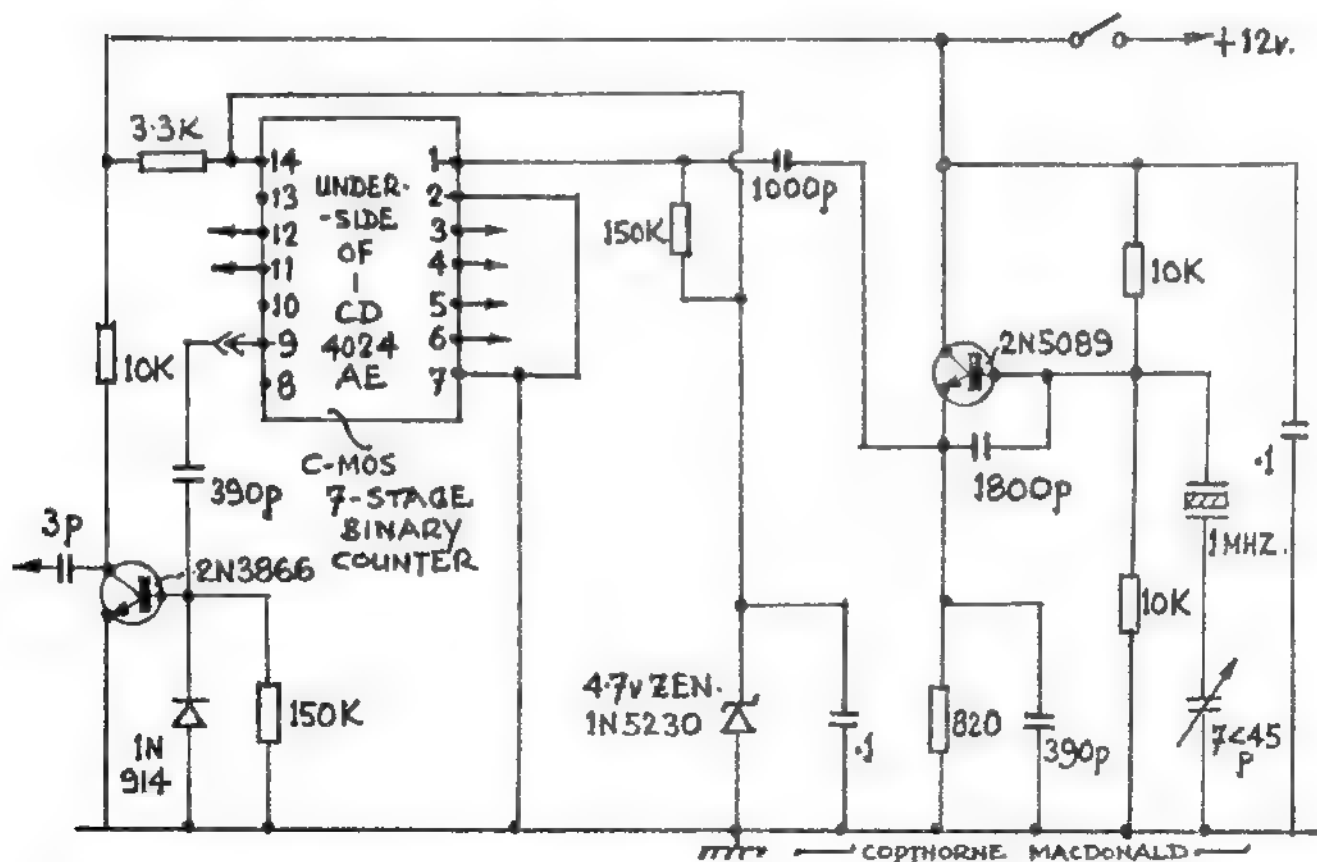 +12v.
3·3K
14
13
12
11
10
9
8
UNDER-
-SIDE
OF
CD
4024
AE
1
2
3
4
5
6
7
1000p
150K
10K
2N5089
10K
390p
C-MOS
7-STAGE
BINARY
COUNTER
1800p
·1
1MHZ.
3p
2N3866
10K
4·7v ZEN.
1N5230
·1
820
390p
7<45
p
1N
914
150K
COPTHORNE MACDONALD